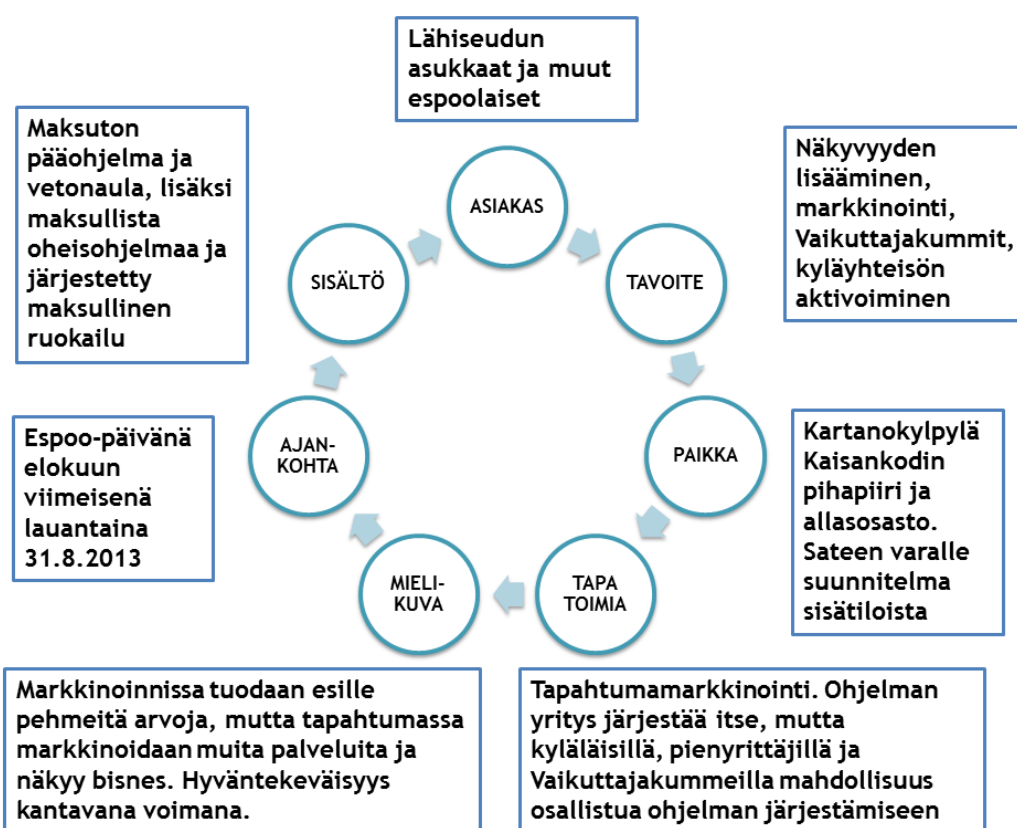 Lähiseudun
asukkaat ja muut
espoolaiset
ASIAKAS
Näkyvyyden
lisääminen,
markkinointi,
Vaikuttajakummit,
kyläyhteisön
aktivoiminen
TAVOITE
Kartanokylpylä
Kaisankodin
pihapiiri ja
allasosasto.
Sateen varalle
suunnitelma
sisätiloista
PAIKKA
Tapahtumamarkkinointi. Ohjelman
yritys järjestää itse, mutta
kyläläisillä, pienyrittäjillä ja
Vaikuttajakummeilla mahdollisuus
osallistua ohjelman järjestämiseen
TAPA
TOIMIA
Markkinoinnissa tuodaan esille
pehmeitä arvoja, mutta tapahtumassa
markkinoidaan muita palveluita ja
näkyy bisnes. Hyväntekeväisyys
kantavana voimana.
MIELI-
KUVA
Espoo-päivänä
elokuun
viimeisenä
lauantaina
31.8.2013
AJAN-
KOHTA
Maksuton
pääohjelma ja
vetonaula, lisäksi
maksullista
oheisohjelmaa ja
järjestetty
maksullinen
ruokailu
SISÄLTÖ